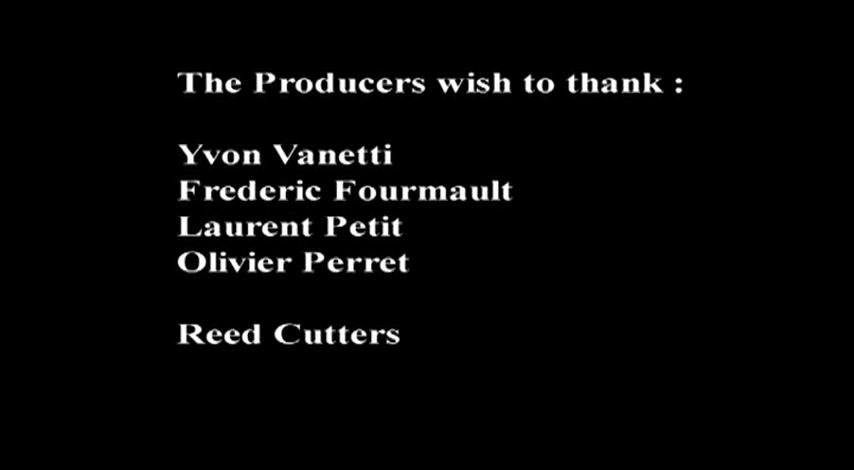 The Producers wish to thank :
Yvon Vanetti
Frederic Fourmault
Laurent Petit
Olivier Perret
Reed Cutters